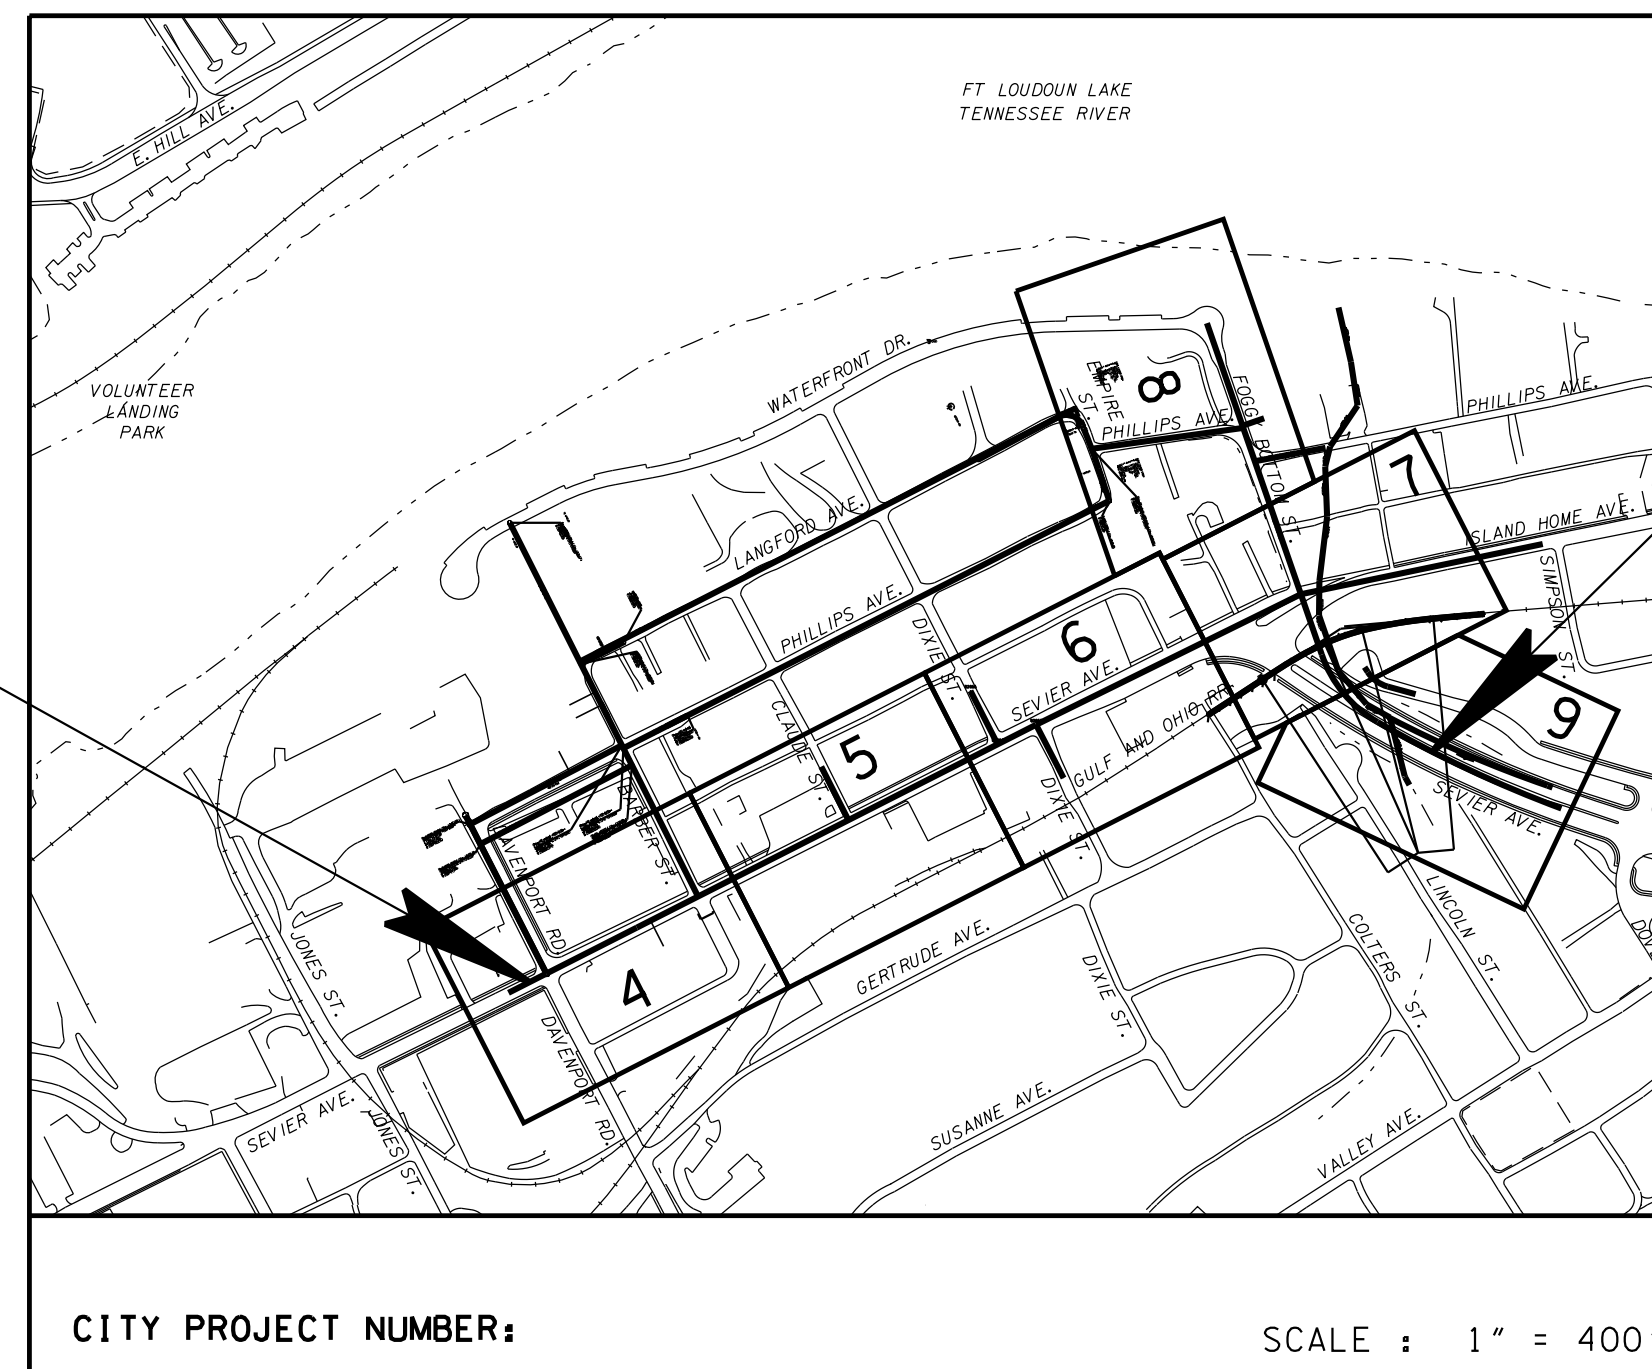 FT LOUDOUN LAKE
TENNESSEE RIVER
E. HILL AVE.
VOLUNTEER
LANDING
PARK
WATERFRONT DR.
EMPIRE
ST.
8
FOGGY BOTTOM ST.
PHILLIPS AVE.
PHILLIPS AVE.
7
LANGFORD AVE.
ISLAND HOME AVE.
SIMPSON ST.
PHILLIPS AVE.
DIXIE ST.
6
SEVIER AVE.
CLAUDE ST.
5
GULF AND OHIO RR.
9
DIXIE ST.
SEVIER AVE.
BARBER ST.
DAVENPORT RD.
LINCOLN ST.
COLTERS ST.
JONES ST.
4
GERTRUDE AVE.
DIXIE ST.
DAVENPORT RD.
SEVIER AVE.
JONES ST.
SUSANNE AVE.
VALLEY AVE.
CITY PROJECT NUMBER:
SCALE : 1" = 400